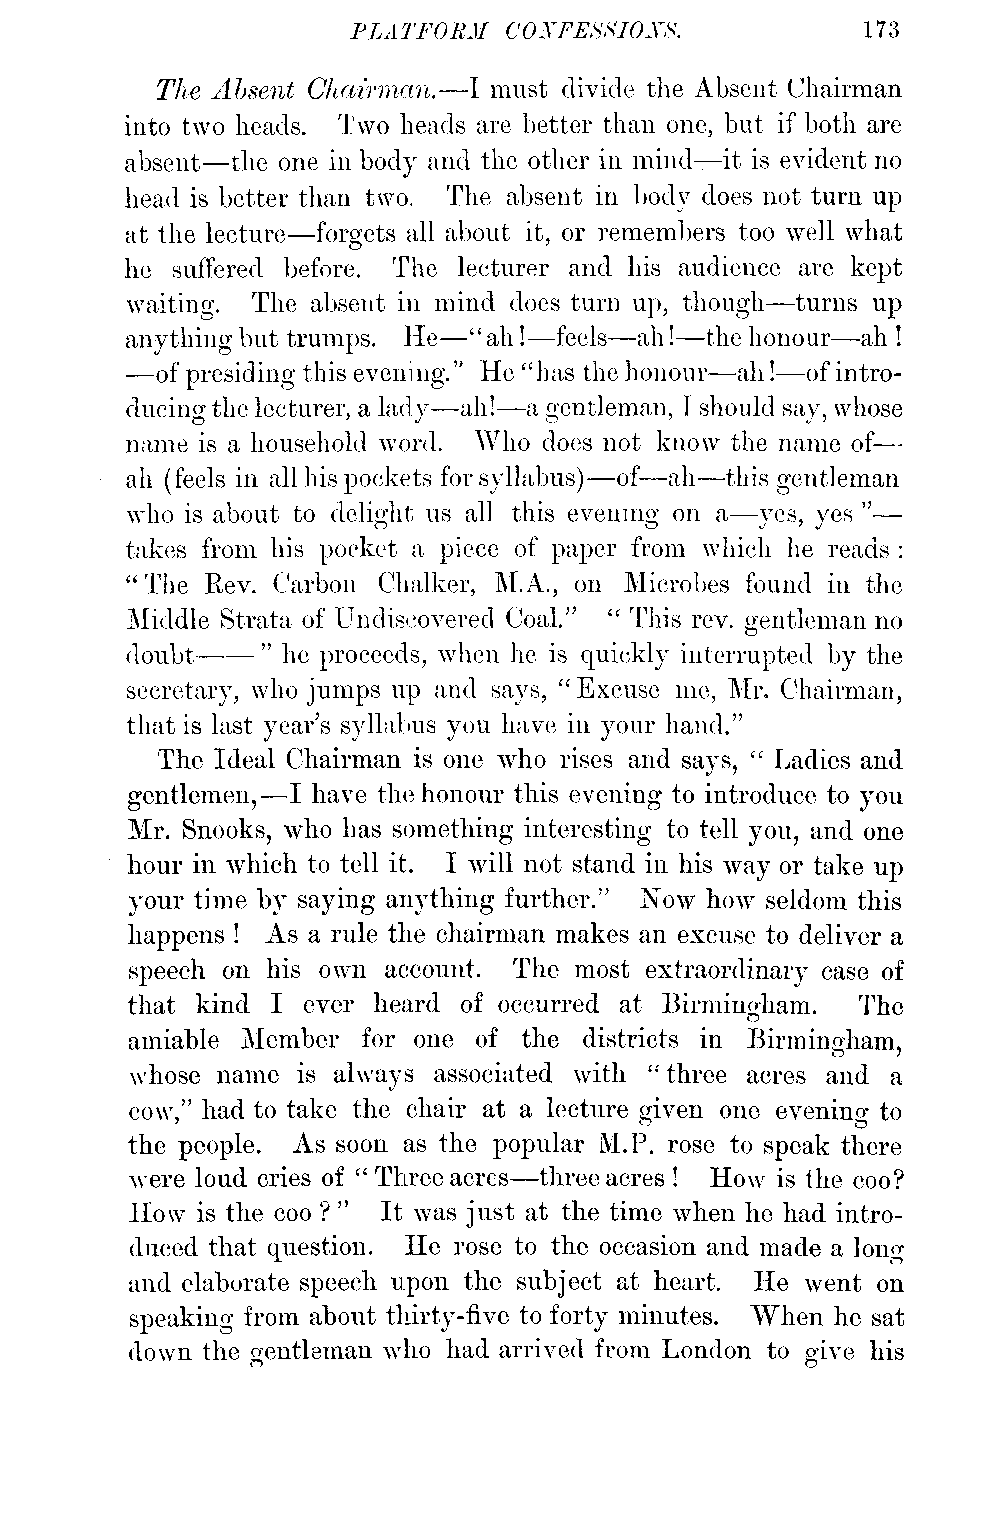 PLATFORM CONFESSIONS. 173
The Absent Chairman.—I must divide the Absent Chairman
into two heads. Two heads are better than one, but if both are
absent—the one in body and the other in mind—it is evident no
head is better than two. The absent in body does not turn up
at the lecture—forgets all about it, or remembers too well what
he suffered before. The lecturer and his audience are kept
waiting. The absent in mind does turn up, though—turns up
anything but trumps. He—“ah!—feels—ah!—the honour—ah!
—of presiding this evening.” He “has the honour—ah!—of intro-
ducing the lecturer, a lady—ah!—a gentleman, I should say, whose
name is a household word. Who does not know the name of—
ah (feels in all his pockets for syllabus)—of—ah—this gentleman
who is about to delight us all this evening on a—yes, yes”—
takes from his pocket a piece of paper from which he reads:
“The Rev. Carbon Chalker, M.A., on Microbes found in the
Middle Strata of Undiscovered Coal.” “This rev. gentleman no
doubt——” he proceeds, when he is quickly interrupted by the
secretary, who jumps up and says, “Excuse me, Mr. Chairman,
that is last year’s syllabus you have in your hand.”
The Ideal Chairman is one who rises and says, “Ladies and
gentlemen,—I have the honour this evening to introduce to you
Mr. Snooks, who has something interesting to tell you, and one
hour in which to tell it. I will not stand in his way or take up
your time by saying anything further.” Now how seldom this
happens! As a rule the chairman makes an excuse to deliver a
speech on his own account. The most extraordinary case of
that kind I ever heard of occurred at Birmingham. The
amiable Member for one of the districts in Birmingham,
whose name is always associated with “three acres and a
cow,” had to take the chair at a lecture given one evening to
the people. As soon as the popular M.P. rose to speak there
were loud cries of “Three acres—three acres! How is the coo?
How is the coo?” It was just at the time when he had intro-
duced that question. He rose to the occasion and made a long
and elaborate speech upon the subject at heart. He went on
speaking from about thirty-five to forty minutes. When he sat
down the gentleman who had arrived from London to give his